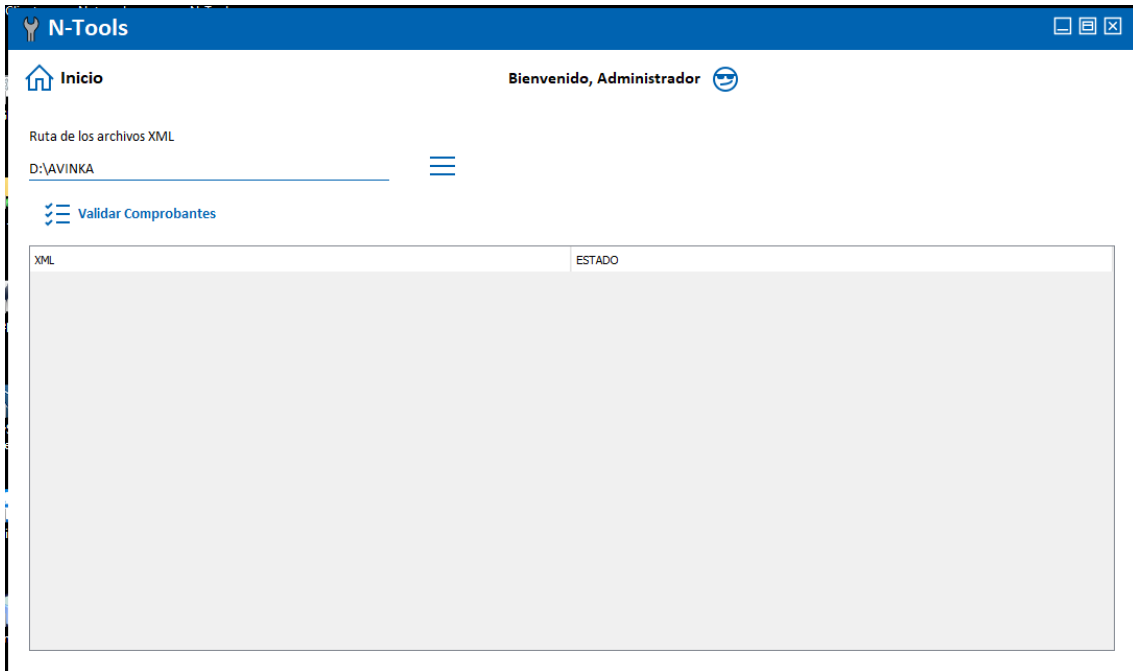 N-Tools
Inicio
Bienvenido, Administrador
Ruta de los archivos XML
D:\AVINKA
Validar Comprobantes
XML ESTADO